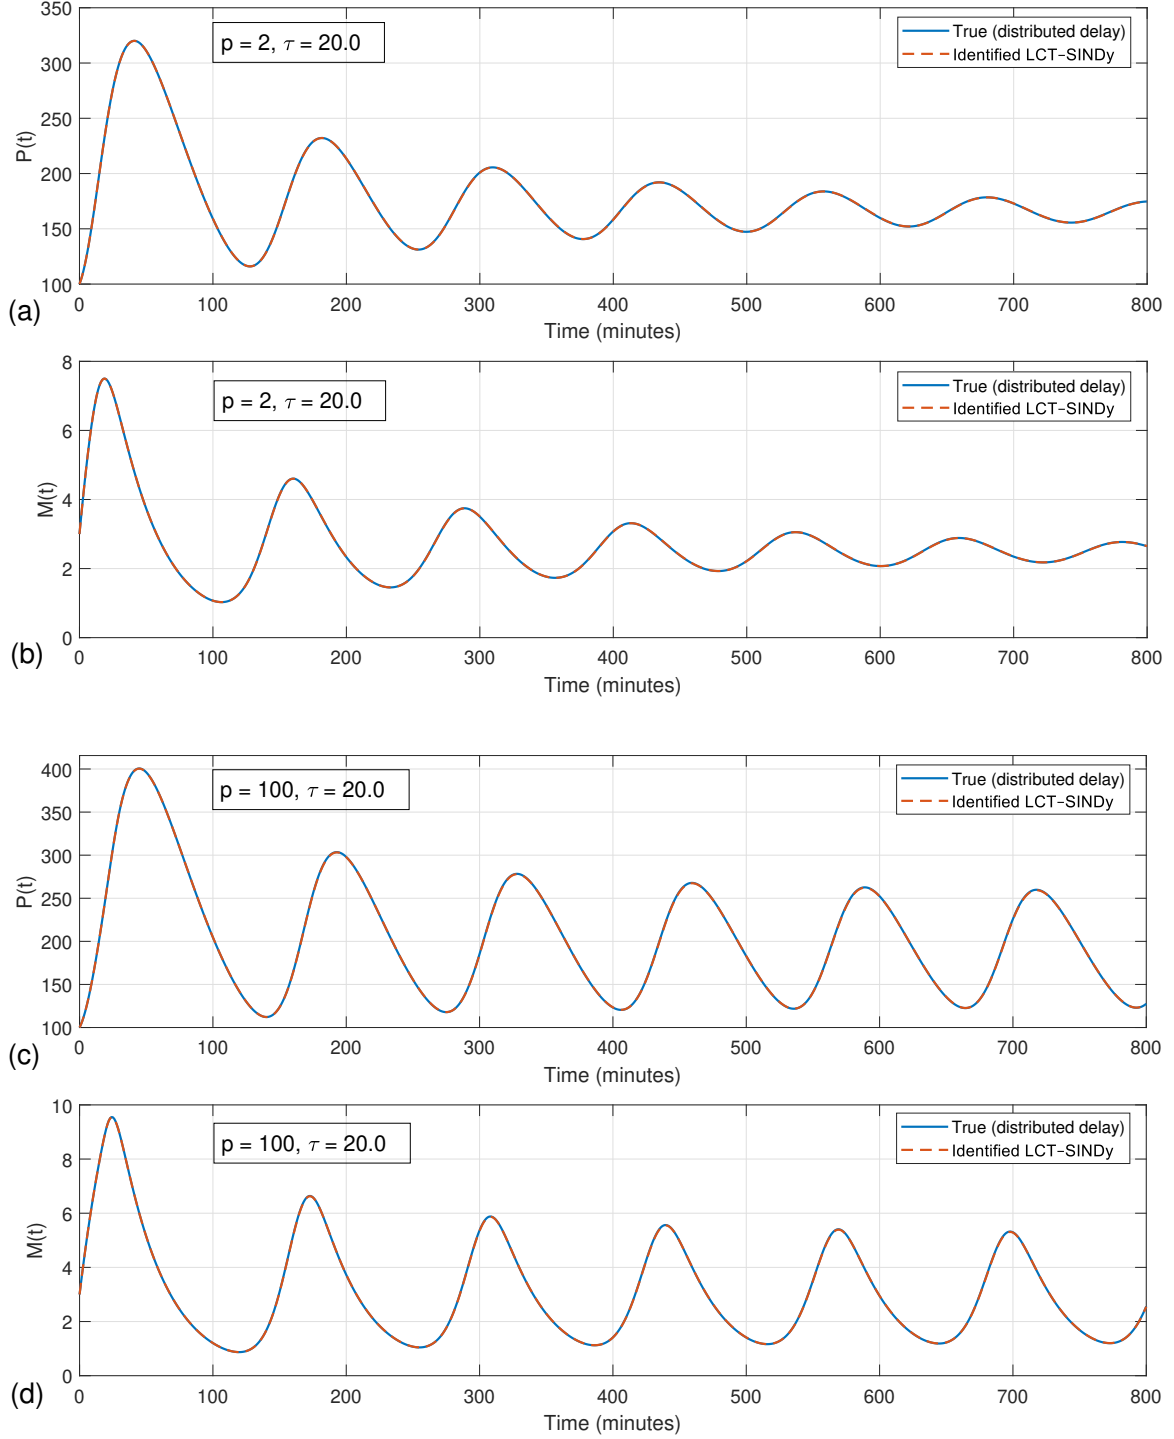 350
300
250
200
150
100
P(t)
p = 2, τ = 20.0
True (distributed delay)
Identified LCT-SINDy
0 100 200 300 400 500 600 700 800
Time (minutes)
(a)
8
6
4
2
0
M(t)
p = 2, τ = 20.0
True (distributed delay)
Identified LCT-SINDy
0 100 200 300 400 500 600 700 800
Time (minutes)
(b)
400
350
300
250
200
150
100
P(t)
p = 100, τ = 20.0
True (distributed delay)
Identified LCT-SINDy
0 100 200 300 400 500 600 700 800
Time (minutes)
(c)
10
8
6
4
2
0
M(t)
p = 100, τ = 20.0
True (distributed delay)
Identified LCT-SINDy
0 100 200 300 400 500 600 700 800
Time (minutes)
(d)